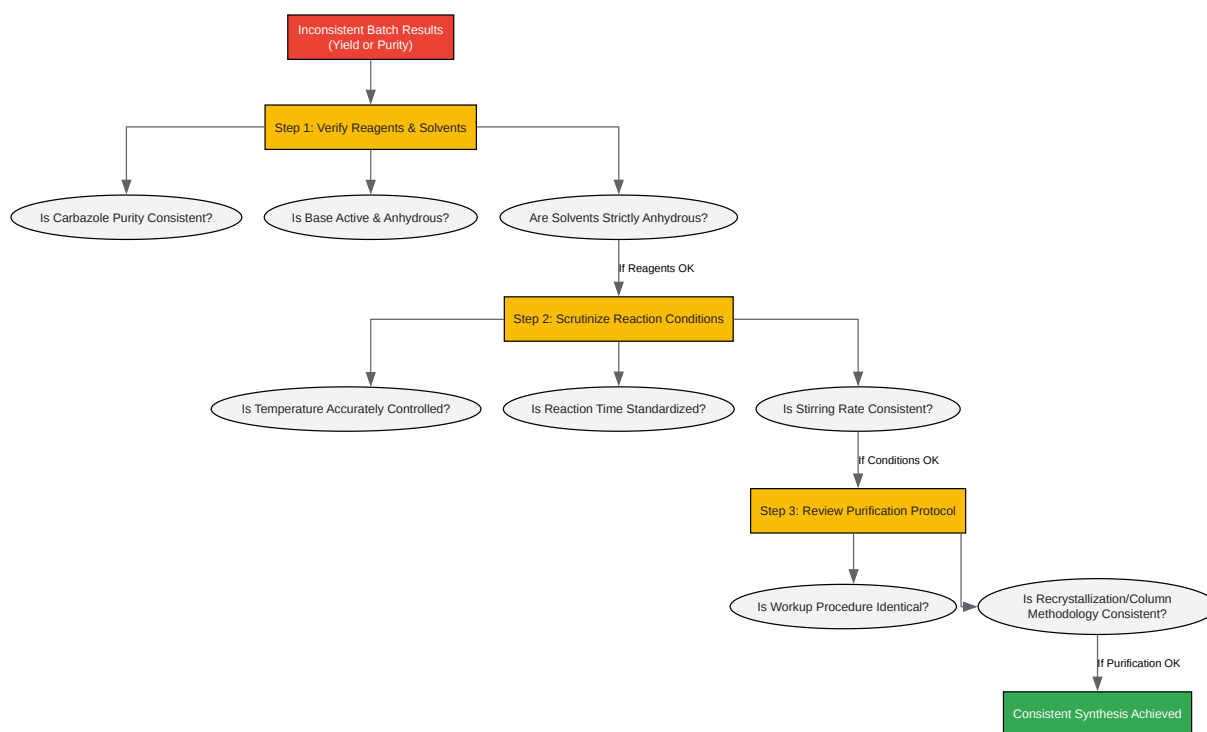 Inconsistent Batch Results
(Yield or Purity)
Step 1: Verify Reagents & Solvents
Is Carbazole Purity Consistent?
Is Base Active & Anhydrous?
Are Solvents Strictly Anhydrous?
If Reagents OK
Step 2: Scrutinize Reaction Conditions
Is Temperature Accurately Controlled?
Is Reaction Time Standardized?
Is Stirring Rate Consistent?
If Conditions OK
Step 3: Review Purification Protocol
Is Workup Procedure Identical?
Is Recrystallization/Column
Methodology Consistent?
If Purification OK
Consistent Synthesis Achieved